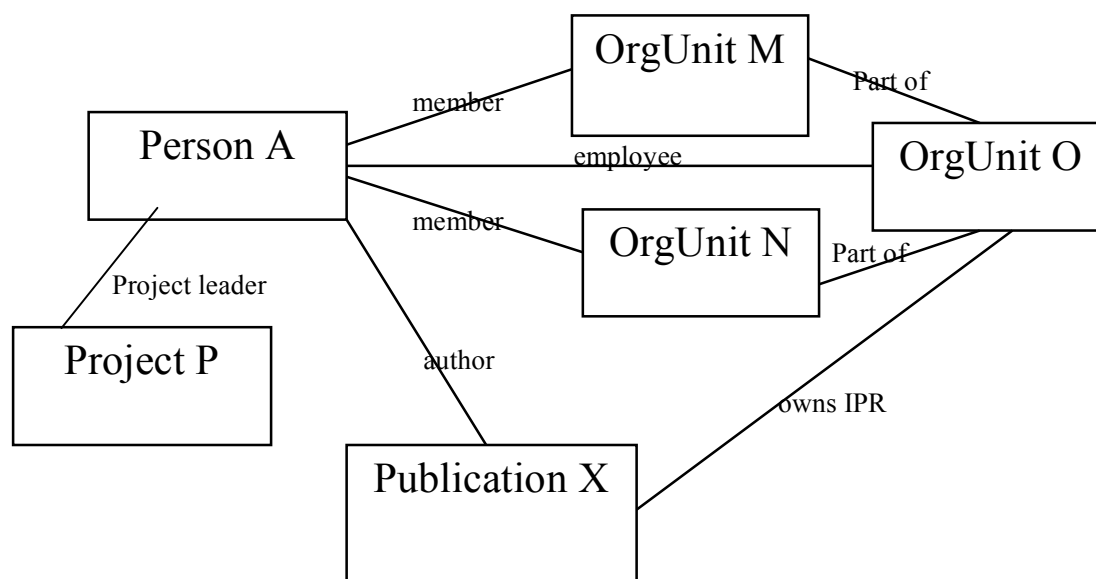 OrgUnit M
Part of
member
Person A
employee
OrgUnit O
member
OrgUnit N
Part of
Project leader
Project P
author
owns IPR
Publication X